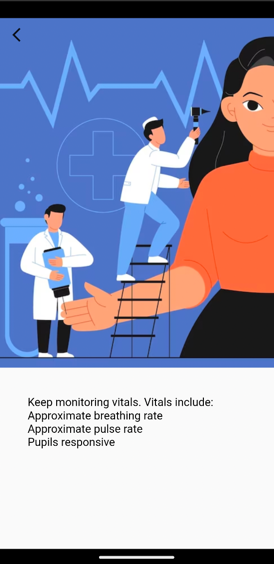 Keep monitoring vitals. Vitals include:
Approximate breathing rate
Approximate pulse rate
Pupils responsive